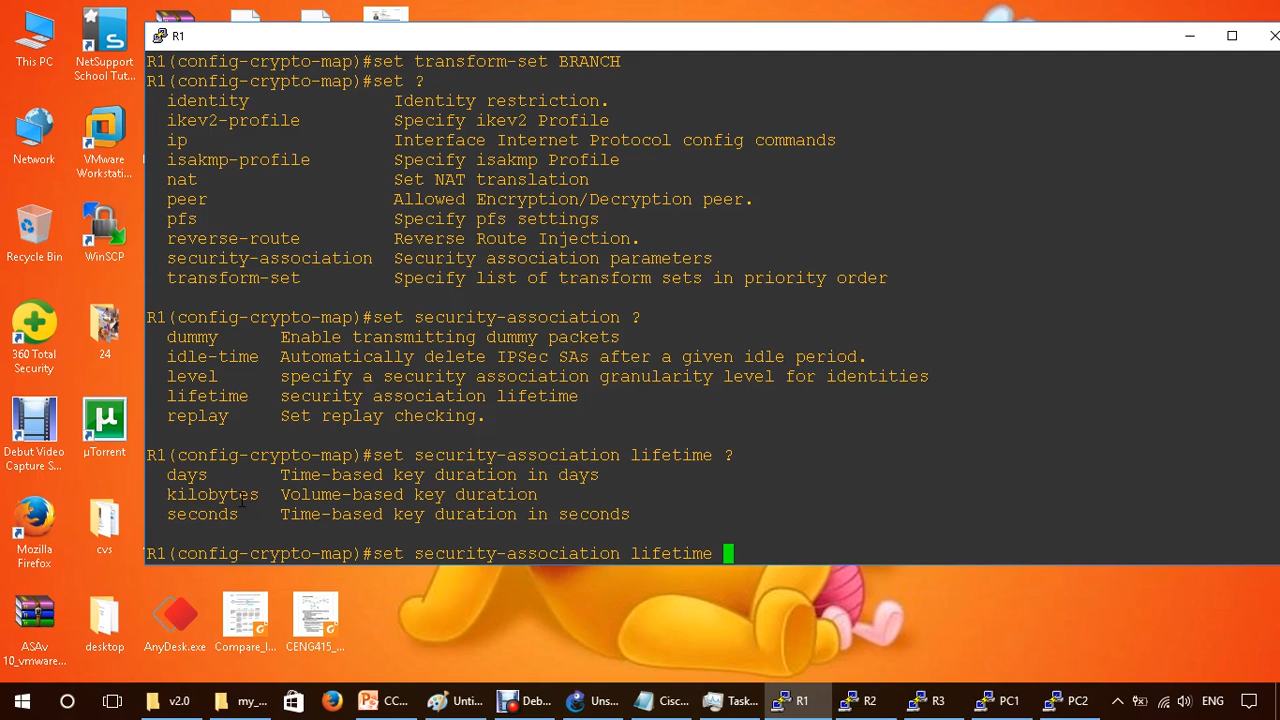 R1
R1(config-crypto-map)#set transform-set BRANCH
R1(config-crypto-map)#set ?
identity Identity restriction.
ikev2-profile Specify ikev2 Profile
ip Interface Internet Protocol config commands
isakmp-profile Specify isakmp Profile
nat Set NAT translation
peer Allowed Encryption/Decryption peer.
pfs Specify pfs settings
reverse-route Reverse Route Injection.
security-association Security association parameters
transform-set Specify list of transform sets in priority order
R1(config-crypto-map)#set security-association ?
dummy Enable transmitting dummy packets
idle-time Automatically delete IPSec SAs after a given idle period.
level specify a security association granularity level for identities
lifetime security association lifetime
replay Set replay checking.
R1(config-crypto-map)#set security-association lifetime ?
days Time-based key duration in days
kilobytes Volume-based key duration
seconds Time-based key duration in seconds
R1(config-crypto-map)#set security-association lifetime
This PC
NetSupport
School Tut...
Network
VMware
Workstati...
Recycle Bin
WinSCP
360 Total
Security
24
Debut Video
Capture S...
µTorrent
Mozilla
Firefox
cvs
ASAv
10_vmware...
desktop
AnyDesk.exe
Compare_I...
CENG415_...
v2.0
my_...
CC...
Unti...
Deb...
Uns...
Cisc...
Task...
R1
R2
R3
PC1
PC2
ENG